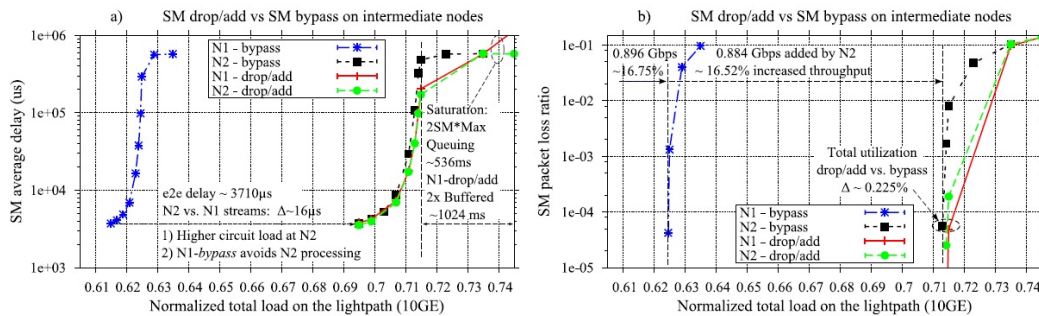 a) SM drop/add vs SM bypass on intermediate nodes
1e+06
1e+05
1e+04
1e+03
SM average delay (us)
N1 - bypass
N2 - bypass
N1 - drop/add
N2 - drop/add
Saturation:
2SM*Max
Queuing
~536ms
N1-drop/add
2x Buffered
~1024 ms
e2e delay ~ 3710µs
N2 vs. N1 streams: Δ~16µs
1) Higher circuit load at N2
2) N1-bypass avoids N2 processing
0.61 0.62 0.63 0.64 0.65 0.66 0.67 0.68 0.69 0.7 0.71 0.72 0.73 0.74
Normalized total load on the lightpath (10GE)
b) SM drop/add vs SM bypass on intermediate nodes
1e-01
1e-02
1e-03
1e-04
1e-05
SM packet loss ratio
0.896 Gbps
~16.75%
0.884 Gbps added by N2
~ 16.52% increased throughput
Total utilization
drop/add vs. bypass
Δ ~ 0.225%
N1 - bypass
N2 - bypass
N1 - drop/add
N2 - drop/add
0.61 0.62 0.63 0.64 0.65 0.66 0.67 0.68 0.69 0.7 0.71 0.72 0.73 0.74
Normalized total load on the lightpath (10GE)